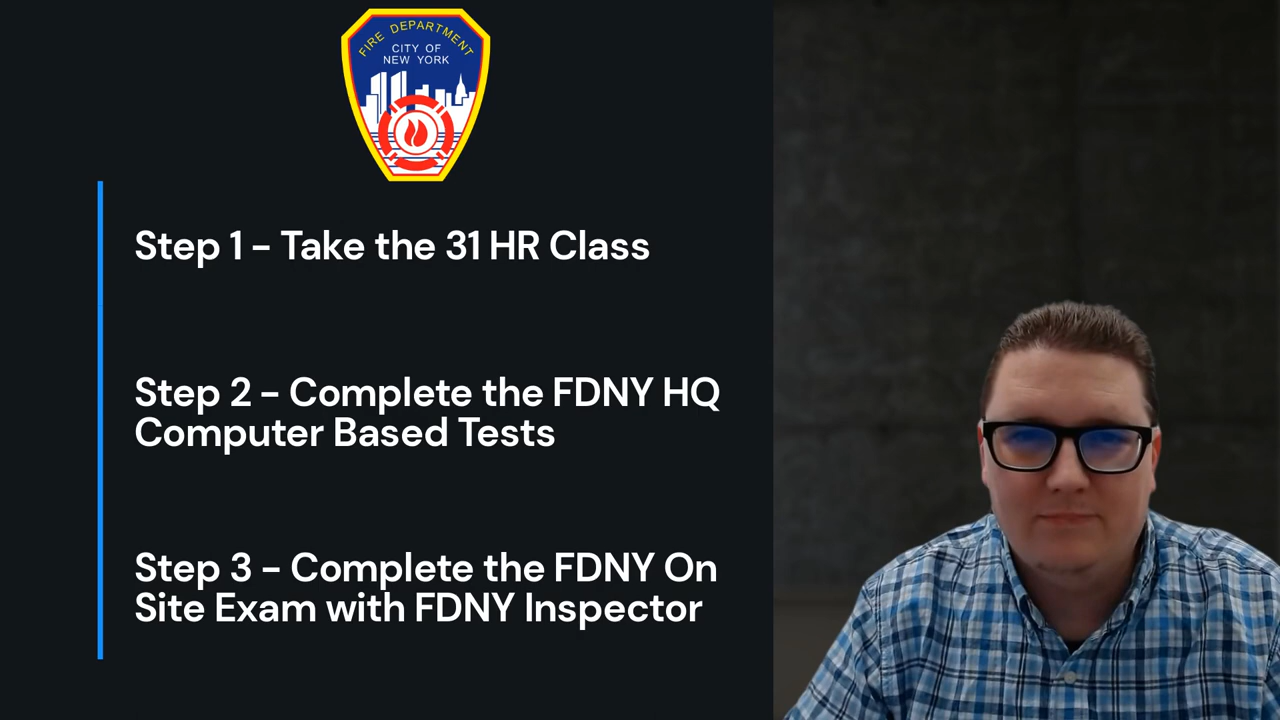 FIRE DEPARTMENT
CITY OF
NEW YORK
Step 1 – Take the 31 HR Class
Step 2 – Complete the FDNY HQ
Computer Based Tests
Step 3 – Complete the FDNY On
Site Exam with FDNY Inspector